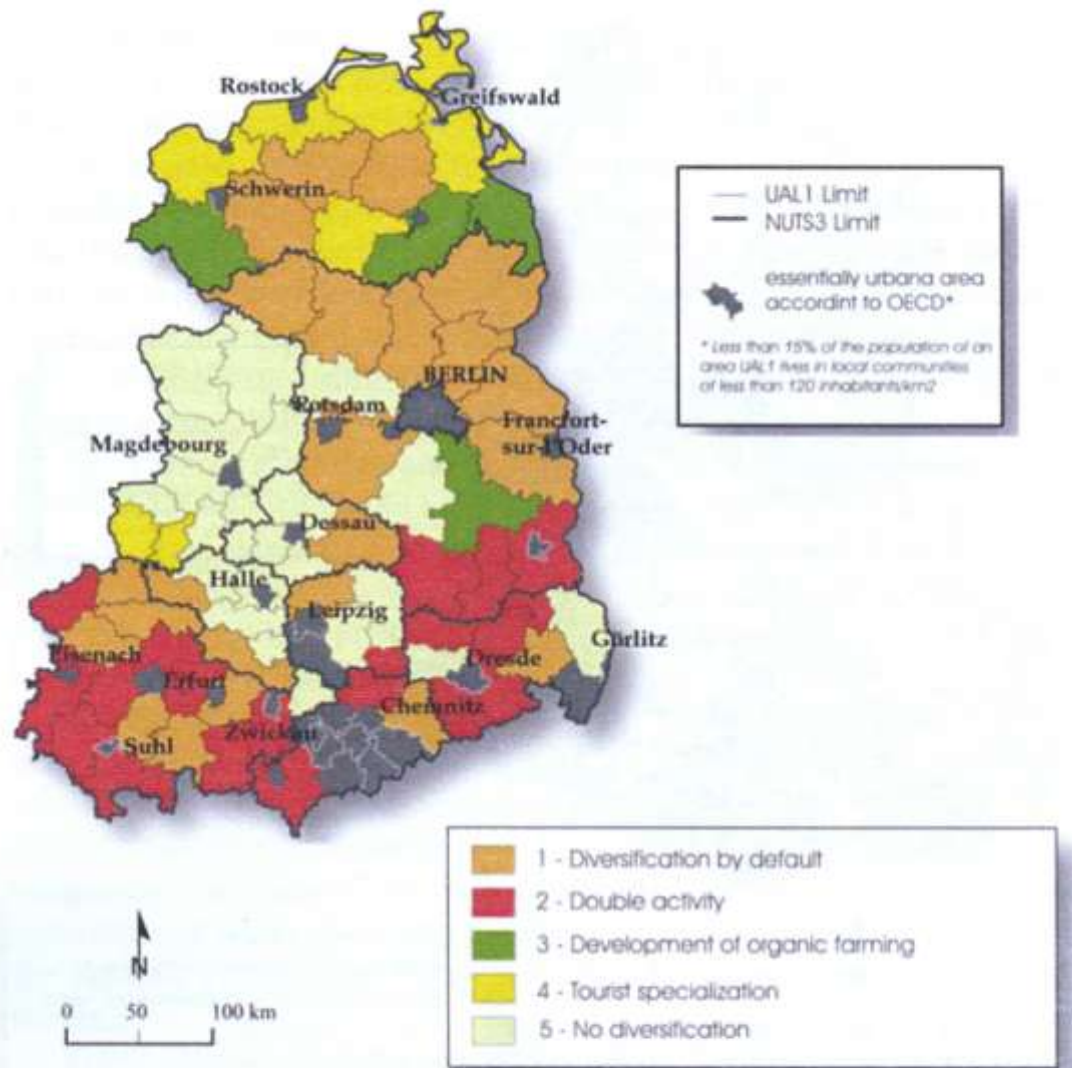 Rostock
Greifswald
Schwerin
BERLIN
Potsdam
Francfort-
sur-l'Oder
Magdebourg
Dessau
Halle
Leipzig
Görlitz
Eisenach
Dresde
Erfurt
Chemnitz
Zwickau
Suhl
UAL1 Limit
NUTS3 Limit
essentially urbana area
accordint to OECD*
* Less than 15% of the population of an
area UAL1 lives in local communities
of less than 120 inhabitants/km2
1 - Diversification by default
2 - Double activity
3 - Development of organic farming
4 - Tourist specialization
5 - No diversification
N
0 50 100 km